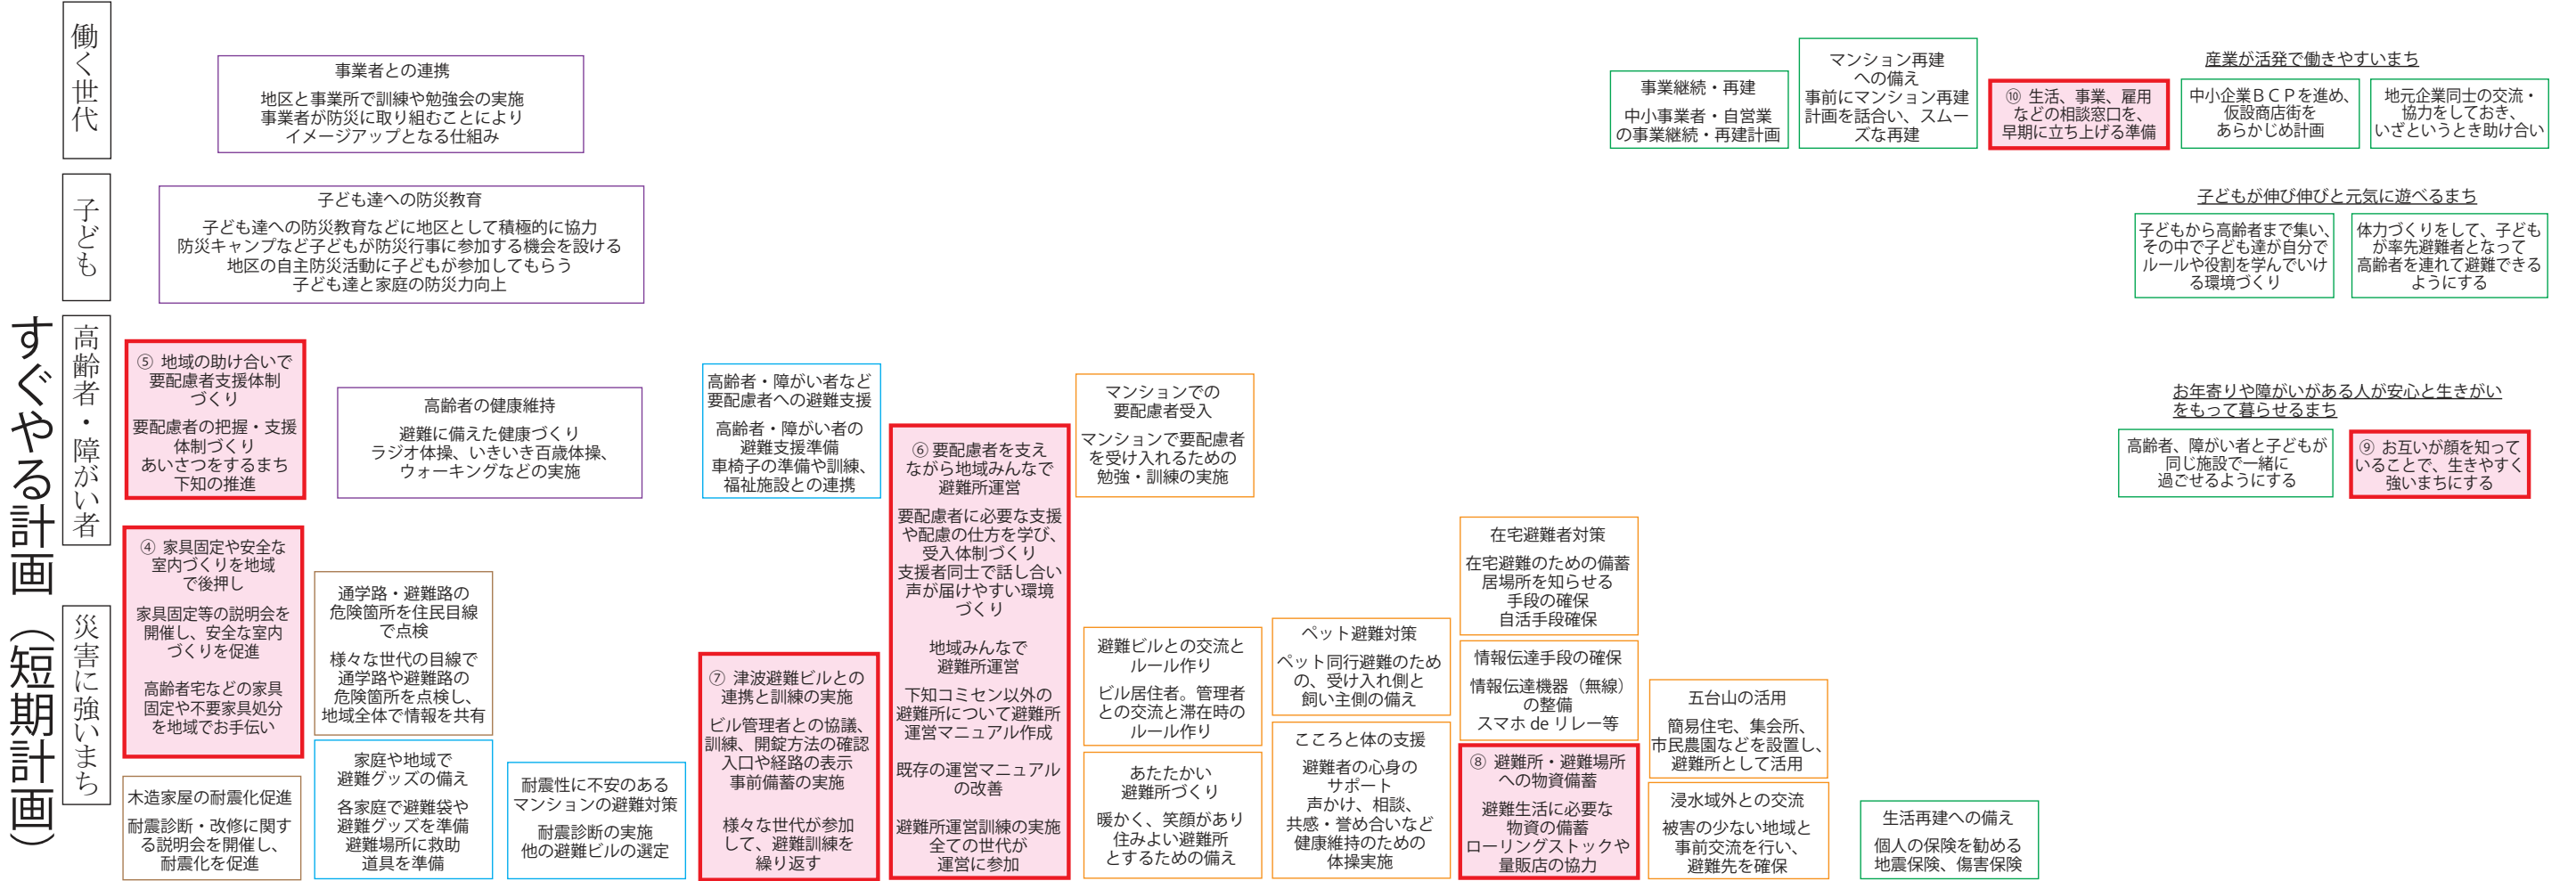 すぐやる計画（短期計画）
働く世代
事業者との連携
地区と事業所で訓練や勉強会の実施
事業者が防災に取り組むことにより
イメージアップとなる仕組み
事業継続・再建
中小事業者・自営業
の事業継続・再建計画
マンション再建
への備え
事前にマンション再建
計画を話合い、スムー
ズな再建
⑩ 生活、事業、雇用
などの相談窓口を、
早期に立ち上げる準備
産業が活発で働きやすいまち
中小企業ＢＣＰを進め、
仮設商店街を
あらかじめ計画
地元企業同士の交流・
協力をしておき、
いざというとき助け合い
子ども
子ども達への防災教育
子ども達への防災教育などに地区として積極的に協力
防災キャンプなど子どもが防災行事に参加する機会を設ける
地区の自主防災活動に子どもが参加してもらう
子ども達と家庭の防災力向上
子どもが伸び伸びと元気に遊べるまち
子どもから高齢者まで集い、
その中で子ども達が自分で
ルールや役割を学んでいけ
る環境づくり
体力づくりをして、子ども
が率先避難者となって
高齢者を連れて避難できる
ようにする
高齢者・障がい者
⑤ 地域の助け合いで
要配慮者支援体制
づくり
要配慮者の把握・支援
体制づくり
あいさつをするまち
下知の推進
高齢者の健康維持
避難に備えた健康づくり
ラジオ体操、いきいき百歳体操、
ウォーキングなどの実施
高齢者・障がい者など
要配慮者への避難支援
高齢者・障がい者の
避難支援準備
車椅子の準備や訓練、
福祉施設との連携
⑥ 要配慮者を支え
ながら地域みんなで
避難所運営
要配慮者に必要な支援
や配慮の仕方を学び、
受入体制づくり
支援者同士で話し合い
声が届けやすい環境
づくり
地域みんなで
避難所運営
下知コミセン以外の
避難所について避難所
運営マニュアル作成
既存の運営マニュアル
の改善
避難所運営訓練の実施
全ての世代が
運営に参加
マンションでの
要配慮者受入
マンションで要配慮者
を受け入れるための
勉強・訓練の実施
お年寄りや障がいがある人が安心と生きがい
をもって暮らせるまち
高齢者、障がい者と子どもが
同じ施設で一緒に
過ごせるようにする
⑨ お互いが顔を知って
いることで、生きやすく
強いまちにする
災害に強いまち
④ 家具固定や安全な
室内づくりを地域
で後押し
家具固定等の説明会を
開催し、安全な室内
づくりを促進
高齢者宅などの家具
固定や不要家具処分
を地域でお手伝い
木造家屋の耐震化促進
耐震診断・改修に関す
る説明会を開催し、
耐震化を促進
通学路・避難路の
危険箇所を住民目線
で点検
様々な世代の目線で
通学路や避難路の
危険箇所を点検し、
地域全体で情報を共有
家庭や地域で
避難グッズの備え
各家庭で避難袋や
避難グッズを準備
避難場所に救助
道具を準備
耐震性に不安のある
マンションの避難対策
耐震診断の実施
他の避難ビルの選定
⑦ 津波避難ビルとの
連携と訓練の実施
ビル管理者との協議、
訓練、開錠方法の確認
入口や経路の表示
事前備蓄の実施
様々な世代が参加
して、避難訓練を
繰り返す
避難ビルとの交流と
ルール作り
ビル居住者。管理者
との交流と滞在時の
ルール作り
あたたかい
避難所づくり
暖かく、笑顔があり
住みよい避難所
とするための備え
ペット避難対策
ペット同行避難のため
の、受け入れ側と
飼い主側の備え
こころと体の支援
避難者の心身の
サポート
声かけ、相談、
共感・誉め合いなど
健康維持のための
体操実施
在宅避難者対策
在宅避難のための備蓄
居場所を知らせる
手段の確保
自活手段確保
情報伝達手段の確保
情報伝達機器（無線）
の整備
スマホ de リレー等
⑧ 避難所・避難場所
への物資備蓄
避難生活に必要な
物資の備蓄
ローリングストックや
量販店の協力
五台山の活用
簡易住宅、集会所、
市民農園などを設置し、
避難所として活用
浸水域外との交流
被害の少ない地域と
事前交流を行い、
避難先を確保
生活再建への備え
個人の保険を勧める
地震保険、傷害保険